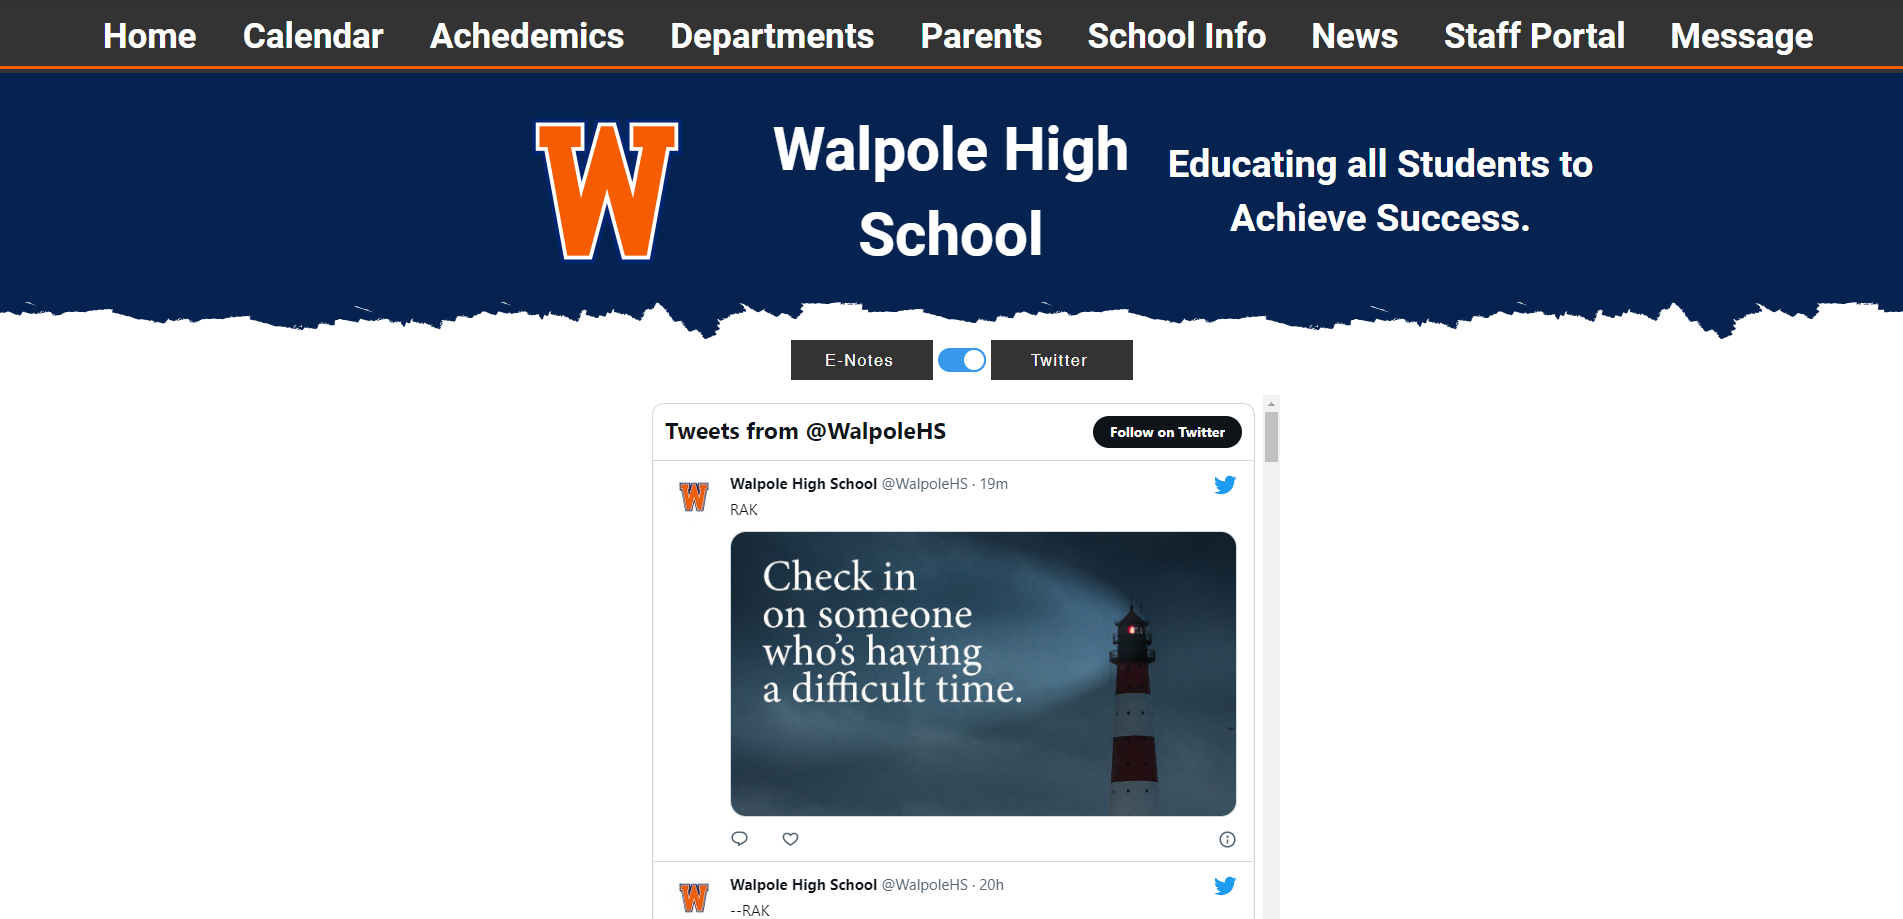 Home Calendar Achedemics Departments Parents School Info News Staff Portal Message
W
Walpole High
School
Educating all Students to
Achieve Success.
E-Notes Twitter
Tweets from @WalpoleHS Follow on Twitter
W
Walpole High School @WalpoleHS · 19m
RAK
Check in
on someone
who’s having
a difficult time.
W
Walpole High School @WalpoleHS · 20h
--RAK